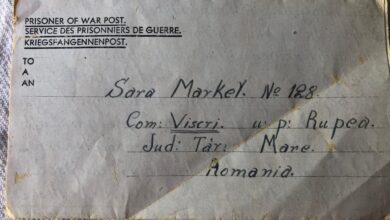 PRISONER OF WAR POST.
SERVICE DES PRISONNIERS DE GUERRE.
KRIEGSFANGENNENPOST.
TO
A
AN
Sara Markel. No 128
Com: Viscri. u p: Rupea.
Jud: Târ: Mare.
Romania.